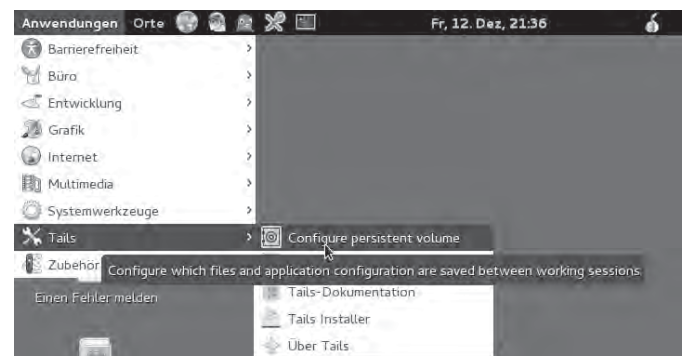 Anwendungen Orte Fr, 12. Dez, 21:36
Barrierefreiheit
Büro
Entwicklung
Grafik
Internet
Multimedia
Systemwerkzeuge
Tails
Configure persistent volume
Zubehör
Configure which files and application configuration are saved between working sessions
Einen Fehler melden
Tails-Dokumentation
Tails Installer
Über Tails